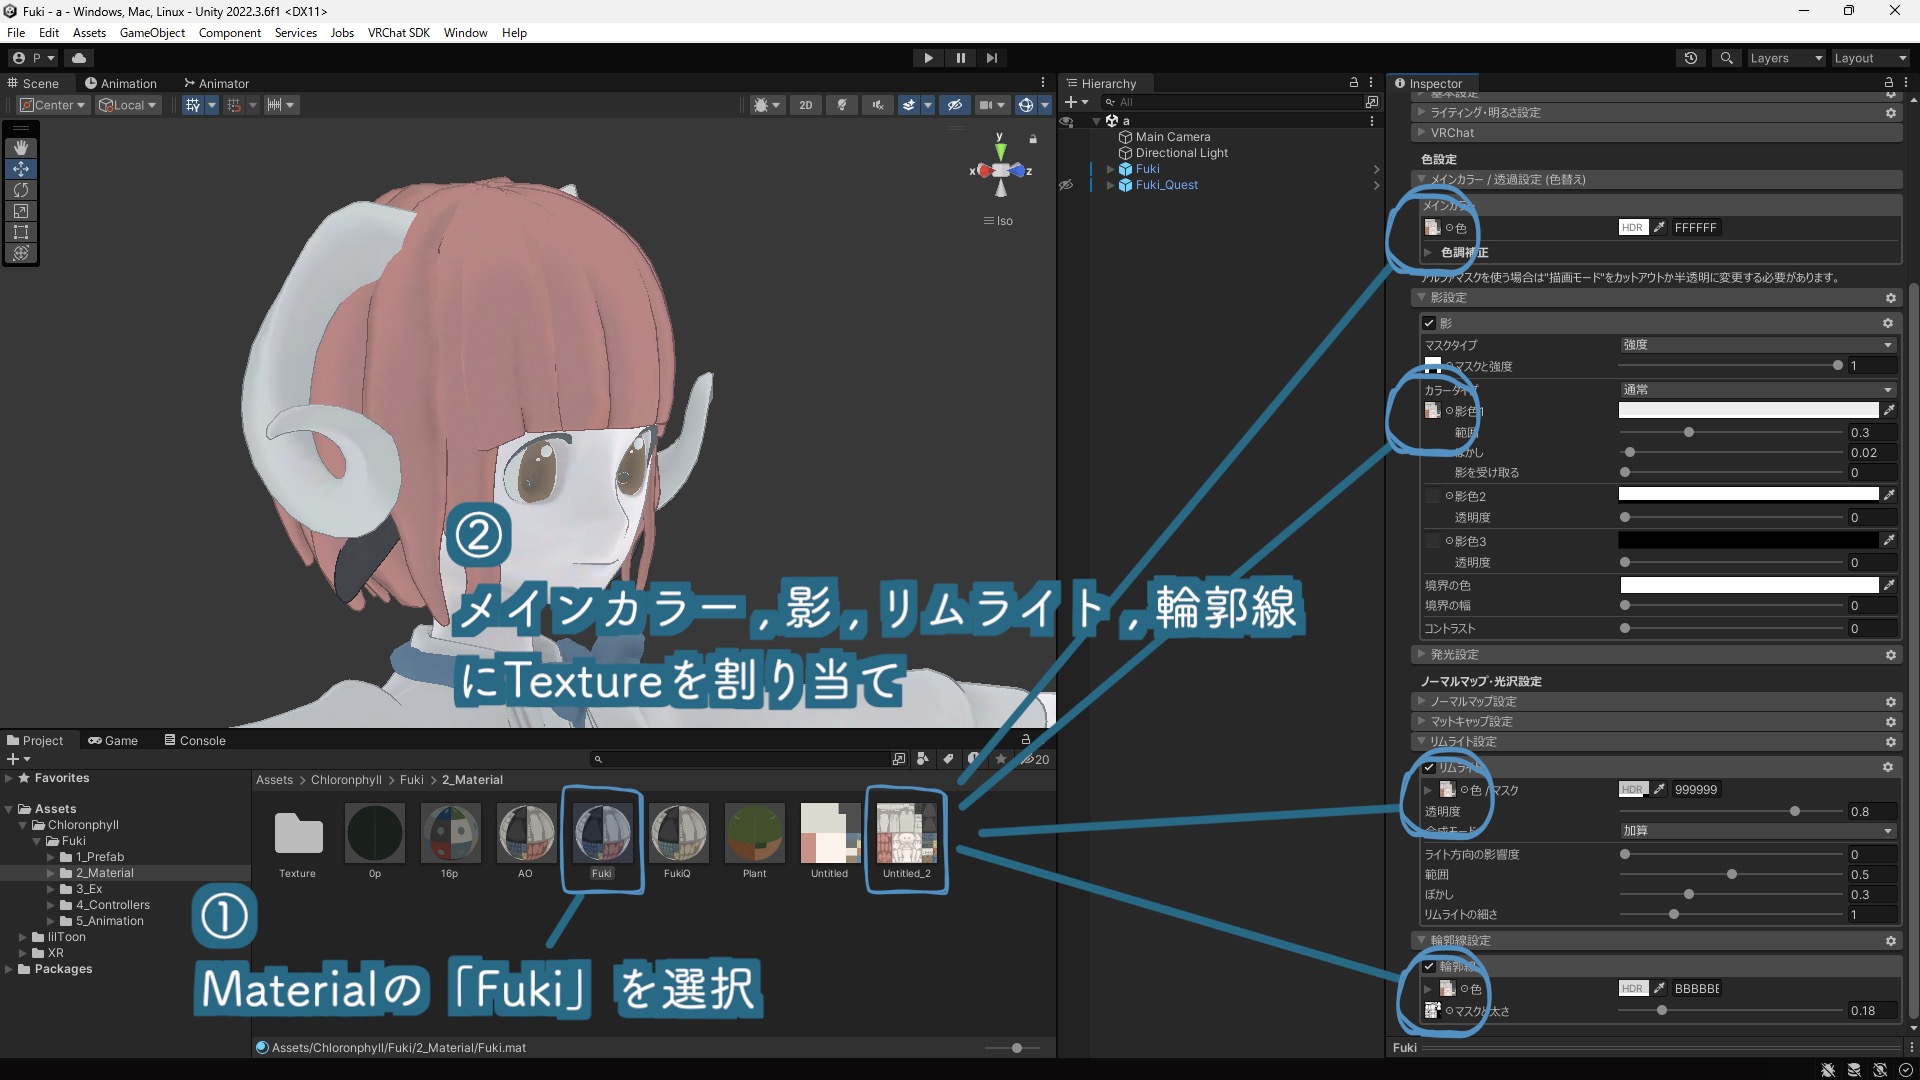 Fuki - a - Windows, Mac, Linux - Unity 2022.3.6f1 <DX11>
File Edit Assets GameObject Component Services Jobs VRChat SDK Window Help
P
Layers
Layout
Scene
Animation
Animator
Center
Local
2D
y
x
z
Iso
Hierarchy
All
a
Main Camera
Directional Light
Fuki
Fuki_Quest
Inspector
基本設定
ライティング・明るさ設定
VRChat
色設定
メインカラー / 透過設定 (色替え)
メインカラー
色 HDR FFFFFF
色調補正
アルファマスクを使う場合は"描画モード"をカットアウトか半透明に変更する必要があります。
影設定
影
マスクタイプ 強度
マスクと強度 1
カラータイプ 通常
影色1
範囲 0.3
ぼかし 0.02
影を受け取る 0
影色2
透明度 0
影色3
透明度 0
境界の色
境界の幅 0
コントラスト 0
発光設定
ノーマルマップ・光沢設定
ノーマルマップ設定
マットキャップ設定
リムライト設定
リムライト
色 / マスク HDR 999999
透明度 0.8
合成モード 加算
ライト方向の影響度 0
範囲 0.5
ぼかし 0.3
リムライトの細さ 1
輪郭線設定
輪郭線
色 HDR BBBBBB
マスクと太さ 0.18
Fuki
②
メインカラー,影,リムライト,輪郭線
にTextureを割り当て
Project
Game
Console
20
Favorites
Assets
Chloronphyll
Fuki
1_Prefab
2_Material
3_Ex
4_Controllers
5_Animation
lilToon
XR
Packages
Assets > Chloronphyll > Fuki > 2_Material
Texture
0p
16p
AO
Fuki
FukiQ
Plant
Untitled
Untitled_2
①
Materialの「Fuki」を選択
Assets/Chloronphyll/Fuki/2_Material/Fuki.mat